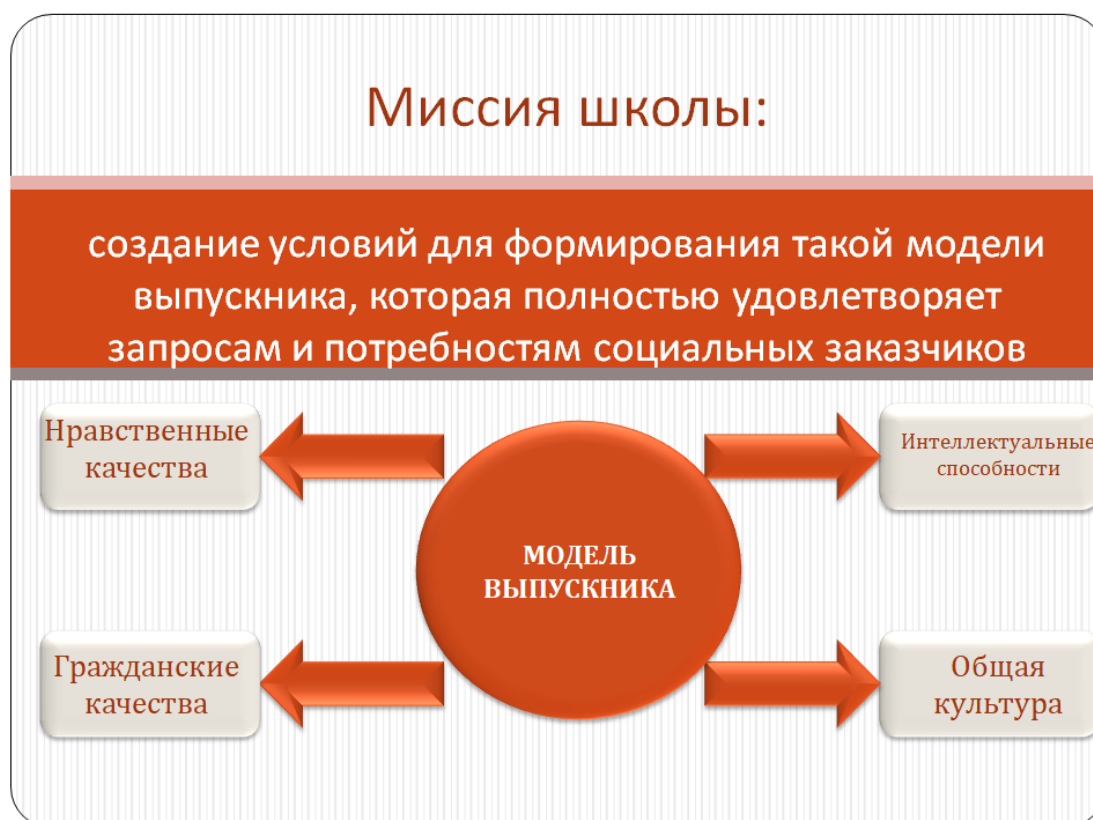 Миссия школы:
создание условий для формирования такой модели
выпускника, которая полностью удовлетворяет
запросам и потребностям социальных заказчиков
Нравственные
качества
Интеллектуальные
способности
МОДЕЛЬ
ВЫПУСКНИКА
Гражданские
качества
Общая
культура